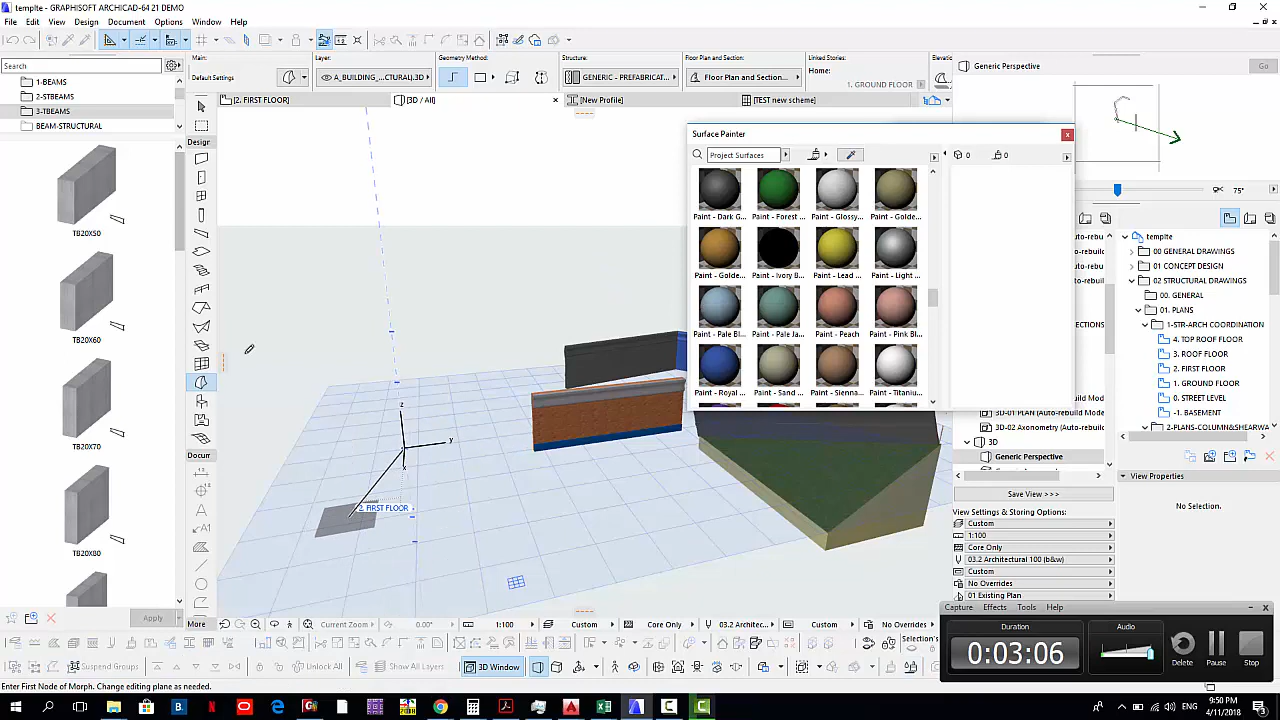 templte - GRAPHISOFT ARCHICAD-64 21 DEMO
File Edit View Design Document Options Window Help
Search
Main:
Default Settings
Layer:
A_BUILDING_...CTURAL).3D
Geometry Method:
Structure:
GENERIC - PREFABRICAT...
Floor Plan and Section:
Floor Plan and Section...
Linked Stories:
Home:
1. GROUND FLOOR
Elevatio
Generic Perspective
Go
75°
1-BEAMS
2-STBEAMS
3-TBEAMS
BEAM-STRUCTURAL
TB20X50
TB20X60
TB20X70
TB20X80
Apply
Design
Docum
More
[2. FIRST FLOOR]
[3D / All]
[New Profile]
[TEST new scheme]
z
y
x
2. FIRST FLOOR
Surface Painter
Project Surfaces
0
0
Paint - Dark G...
Paint - Forest ...
Paint - Glossy...
Paint - Golde...
Paint - Golde...
Paint - Ivory B...
Paint - Lead ...
Paint - Light ...
Paint - Pale Bl...
Paint - Pale Ja...
Paint - Peach
Paint - Pink Bl...
Paint - Royal ...
Paint - Sand ...
Paint - Sienna...
Paint - Titaniu...
3D-01 PLAN (Auto-rebuild M
3D-02 Axonometry (Auto-rebu
3D
Generic Perspective
Save View >>>
View Settings & Storing Options:
Custom
1:100
Core Only
03.2 Architectural 100 (b&w)
Custom
No Overrides
01 Existing Plan
templte
00 GENERAL DRAWINGS
01 CONCEPT DESIGN
02 STRUCTURAL DRAWINGS
00. GENERAL
01. PLANS
1-STR-ARCH COORDINATION
4. TOP ROOF FLOOR
3. ROOF FLOOR
2. FIRST FLOOR
1. GROUND FLOOR
0. STREET LEVEL
-1. BASEMENT
2-PLANS-COLUMN&SHEARWA
View Properties
No Selection.
Capture Effects Tools Help
Duration
0:03:06
Audio
Delete
Pause
Stop
Current Zoom
0.00°
1:100
Custom
Core Only
03.2 Architec...
Custom
No Overrides
Suspend Groups
Unlock All
Show All Layers
3D Window
Selection's
Enter First Node of Morph. Change editing plane as needed.
ENG
9:50 PM
4/11/2018